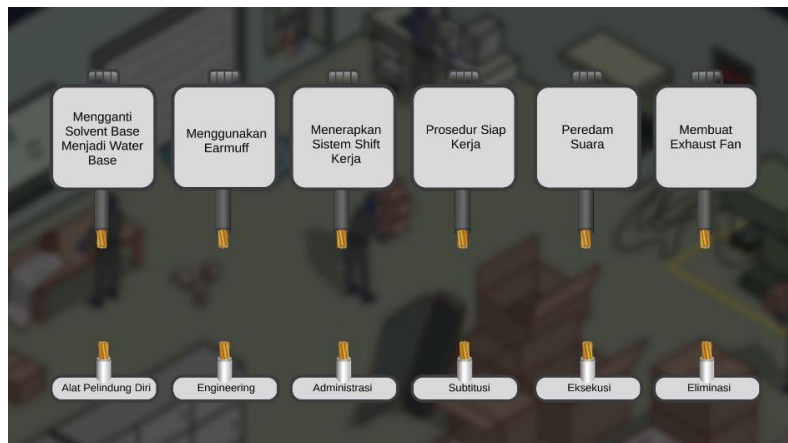 Mengganti
Solvent Base
Menjadi Water
Base
Menggunakan
Earmuff
Menerapkan
Sistem Shift
Kerja
Prosedur Siap
Kerja
Peredam
Suara
Membuat
Exhaust Fan
Alat Pelindung Diri
Engineering
Administrasi
Subtitusi
Eksekusi
Eliminasi